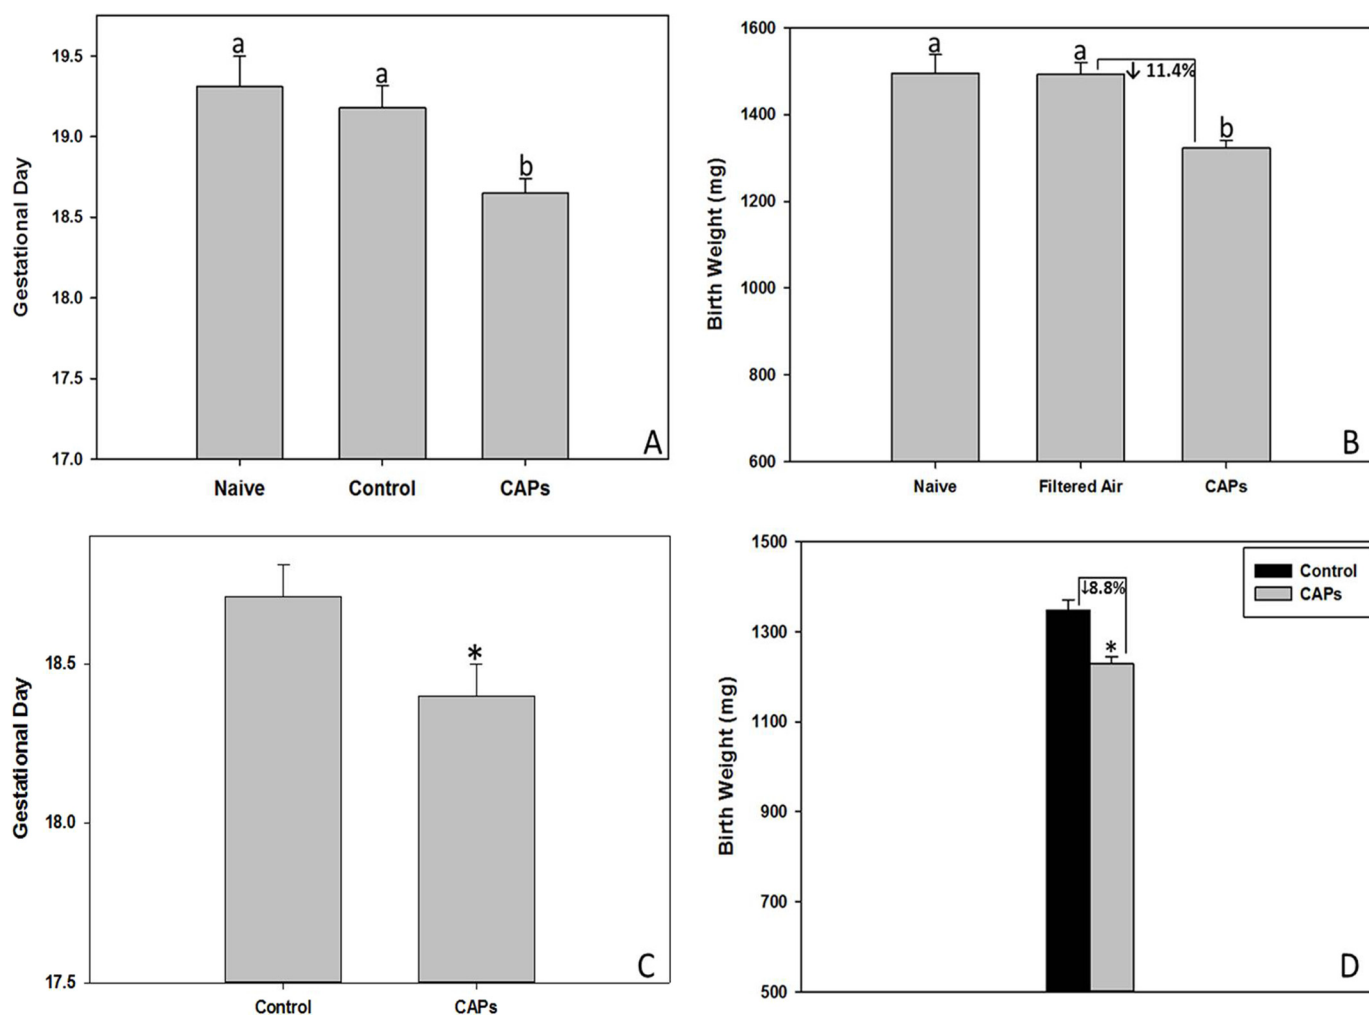 Gestational Day
19.5
19.0
18.5
18.0
17.5
17.0
a
a
b
Naive
Control
CAPs
A
Birth Weight (mg)
1600
1400
1200
1000
800
600
a
a
↓ 11.4%
b
Naive
Filtered Air
CAPs
B
Gestational Day
18.5
18.0
17.5
*
Control
CAPs
C
Birth Weight (mg)
1500
1300
1100
900
700
500
↓8.8%
*
Control
CAPs
D